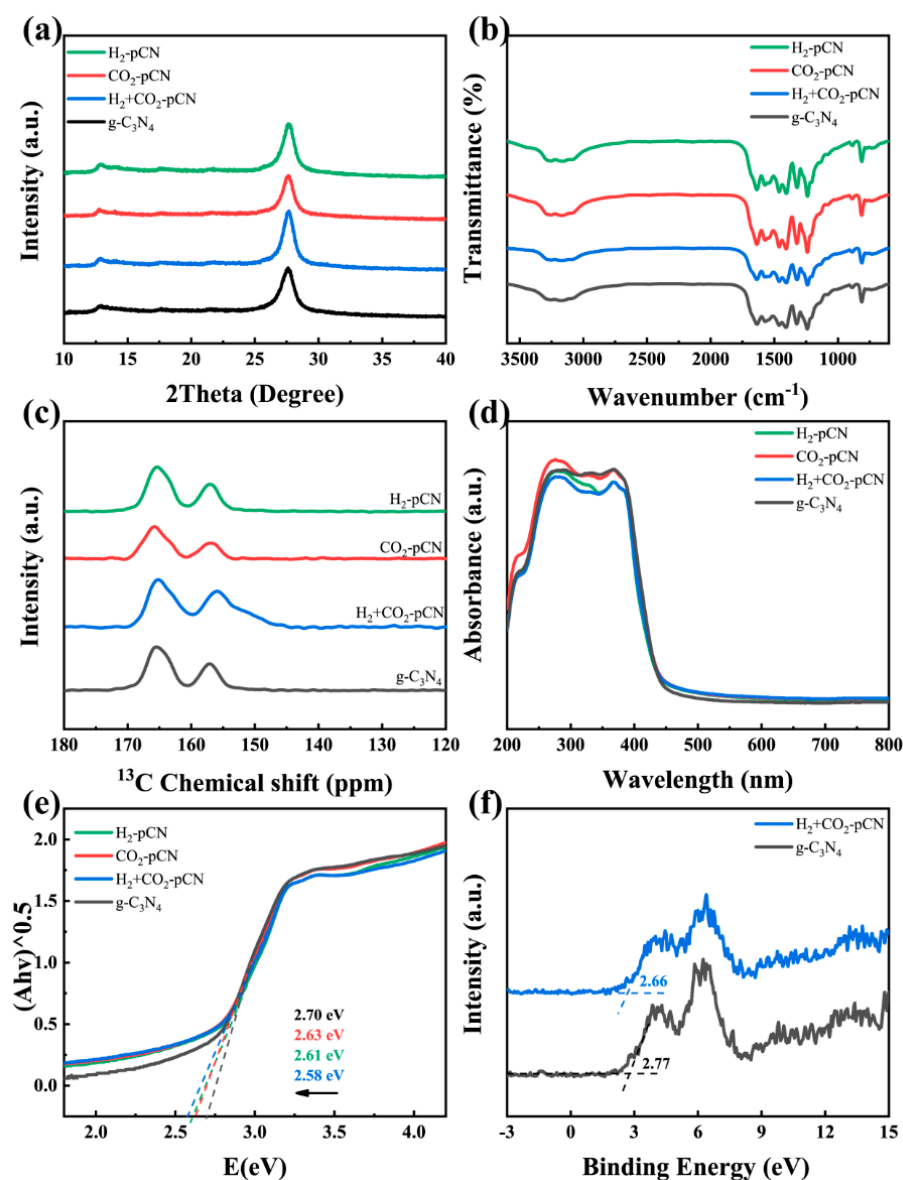 (a)
H₂-pCN
CO₂-pCN
H₂+CO₂-pCN
g-C₃N₄
Intensity (a.u.)
10 15 20 25 30 35 40
2Theta (Degree)
(b)
H₂-pCN
CO₂-pCN
H₂+CO₂-pCN
g-C₃N₄
Transmittance (%)
3500 3000 2500 2000 1500 1000
Wavenumber (cm⁻¹)
(c)
H₂-pCN
CO₂-pCN
H₂+CO₂-pCN
g-C₃N₄
Intensity (a.u.)
180 170 160 150 140 130 120
¹³C Chemical shift (ppm)
(d)
H₂-pCN
CO₂-pCN
H₂+CO₂-pCN
g-C₃N₄
Absorbance (a.u.)
200 300 400 500 600 700 800
Wavelength (nm)
(e)
H₂-pCN
CO₂-pCN
H₂+CO₂-pCN
g-C₃N₄
(Ahv)^0.5
2.0
1.5
1.0
0.5
0.0
2.70 eV
2.63 eV
2.61 eV
2.58 eV
2.0 2.5 3.0 3.5 4.0
E(eV)
(f)
H₂+CO₂-pCN
g-C₃N₄
Intensity (a.u.)
2.66
2.77
-3 0 3 6 9 12 15
Binding Energy (eV)